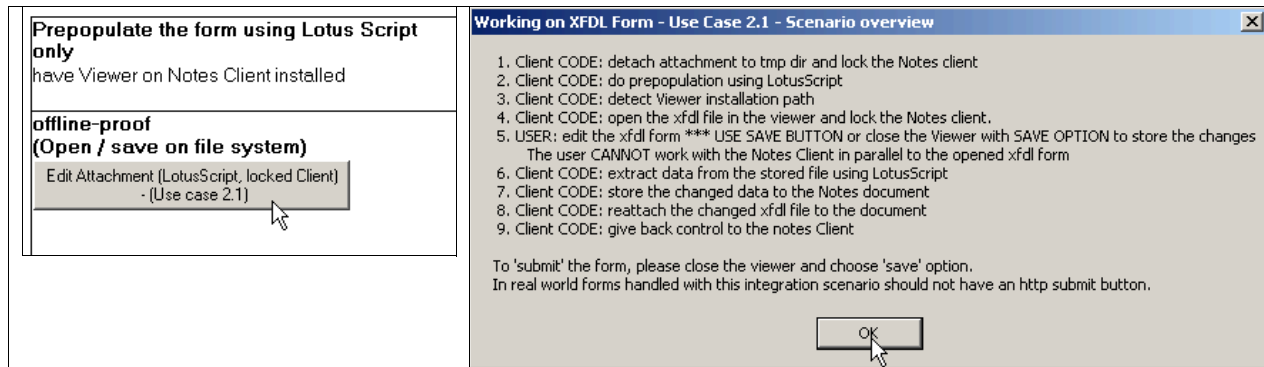 Prepopulate the form using Lotus Script
only
have Viewer on Notes Client installed
offline-proof
(Open / save on file system)
Edit Attachment (LotusScript, locked Client)
- (Use case 2.1)
Working on XFDL Form - Use Case 2.1 - Scenario overview
1. Client CODE: detach attachment to tmp dir and lock the Notes client
2. Client CODE: do prepopulation using LotusScript
3. Client CODE: detect Viewer installation path
4. Client CODE: open the xfdl file in the viewer and lock the Notes client.
5. USER: edit the xfdl form *** USE SAVE BUTTON or close the Viewer with SAVE OPTION to store the changes
The user CANNOT work with the Notes Client in parallel to the opened xfdl form
6. Client CODE: extract data from the stored file using LotusScript
7. Client CODE: store the changed data to the Notes document
8. Client CODE: reattach the changed xfdl file to the document
9. Client CODE: give back control to the notes Client
To 'submit' the form, please close the viewer and choose 'save' option.
In real world forms handled with this integration scenario should not have an http submit button.
OK